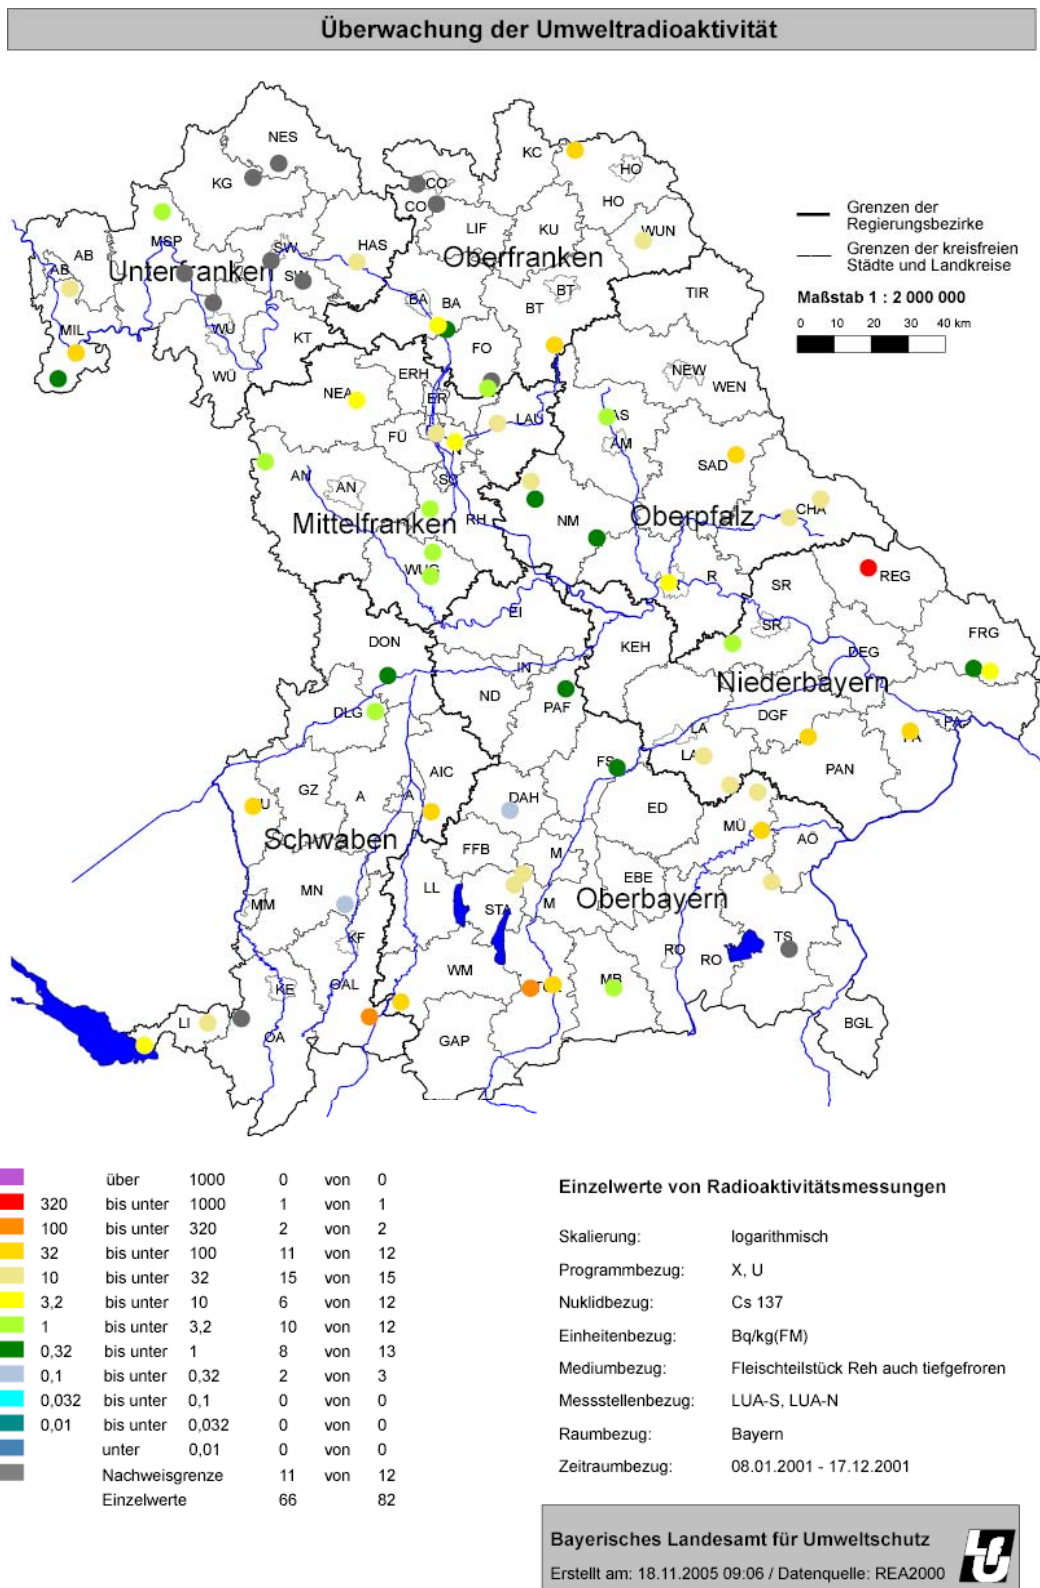 Überwachung der Umweltradioaktivität
NES
KC
KG
CO
HO
CO
HO
Grenzen der
Regierungsbezirke
LIF
KU
WUN
MSP
SW
HAS
Grenzen der kreisfreien
Städte und Landkreise
AB
AB
Unterfranken
Oberfranken
SW
TIR
Maßstab 1 : 2 000 000
BA
BA
BT
BT
0 10 20 30 40 km
MIL
WÜ
KT
FO
WÜ
ERH
NEW
WEN
NEA
ER
LAU
AS
FÜ
N
AM
SAD
AN
AN
SC
CHA
Mittelfranken
RH
NM
Oberpfalz
WUG
R
R
SR
REG
EI
SR
FRG
DON
KEH
DEG
IN
ND
Niederbayern
PAF
DLG
DGF
PA
LA
PA
LA
PAN
FS
AIC
GZ
A
A
DAH
ED
NU
MÜ
Schwaben
AÖ
FFB
M
EBE
MN
LL
MM
STA
M
Oberbayern
KF
TS
RO
RO
WM
KE
OAL
TÖL
MB
LI
OA
GAP
BGL
über 1000 0 von 0
320 bis unter 1000 1 von 1
100 bis unter 320 2 von 2
32 bis unter 100 11 von 12
10 bis unter 32 15 von 15
3,2 bis unter 10 6 von 12
1 bis unter 3,2 10 von 12
0,32 bis unter 1 8 von 13
0,1 bis unter 0,32 2 von 3
0,032 bis unter 0,1 0 von 0
0,01 bis unter 0,032 0 von 0
unter 0,01 0 von 0
Nachweisgrenze 11 von 12
Einzelwerte 66 82
Einzelwerte von Radioaktivitätsmessungen
Skalierung: logarithmisch
Programmbezug: X, U
Nuklidbezug: Cs 137
Einheitenbezug: Bq/kg(FM)
Mediumbezug: Fleischteilstück Reh auch tiefgefroren
Messstellenbezug: LUA-S, LUA-N
Raumbezug: Bayern
Zeitraumbezug: 08.01.2001 - 17.12.2001
Bayerisches Landesamt für Umweltschutz
Erstellt am: 18.11.2005 09:06 / Datenquelle: REA2000
LfU